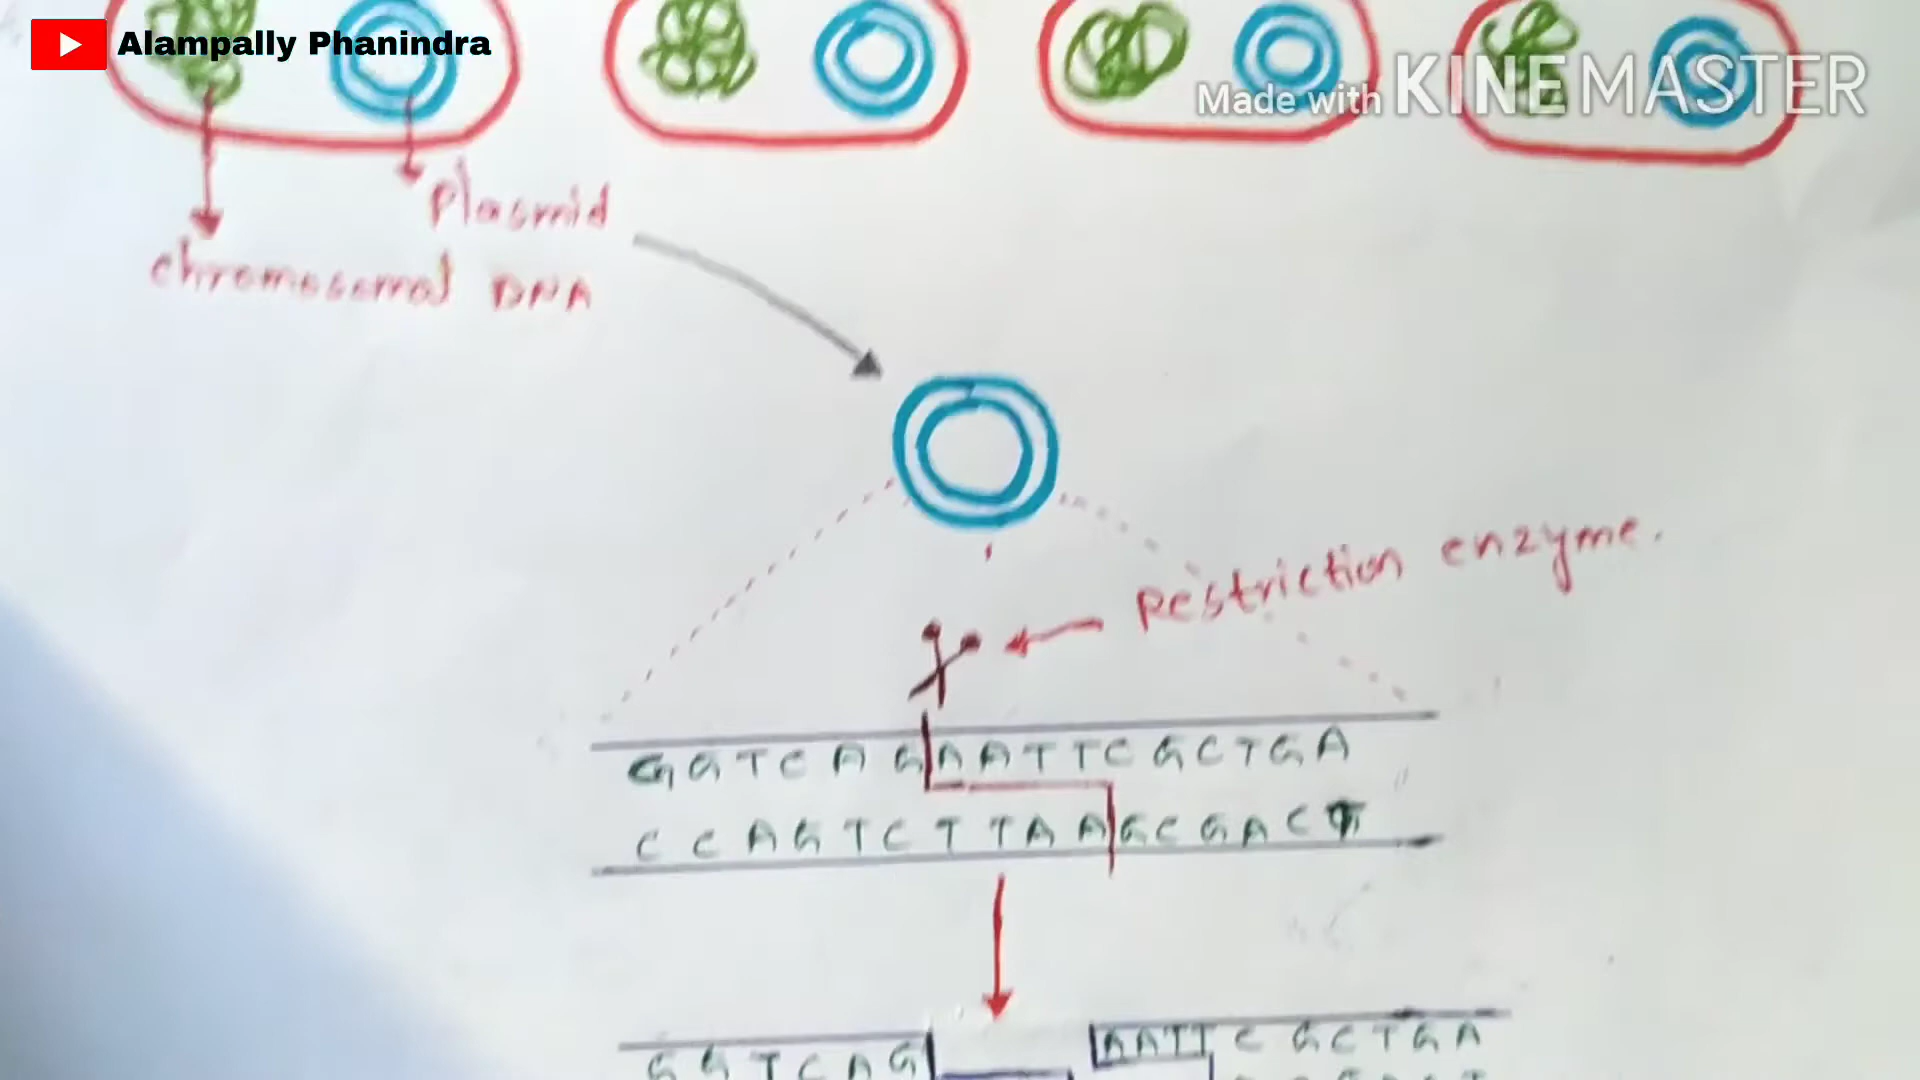 Alampally Phanindra
Made with KINEMASTER
Plasmid
chromosomal DNA
Restriction enzyme.
GGTCAGAATTCGCTGA
CCAGTCTTAAGCGACT
GGTCAG AATTCGCTGA